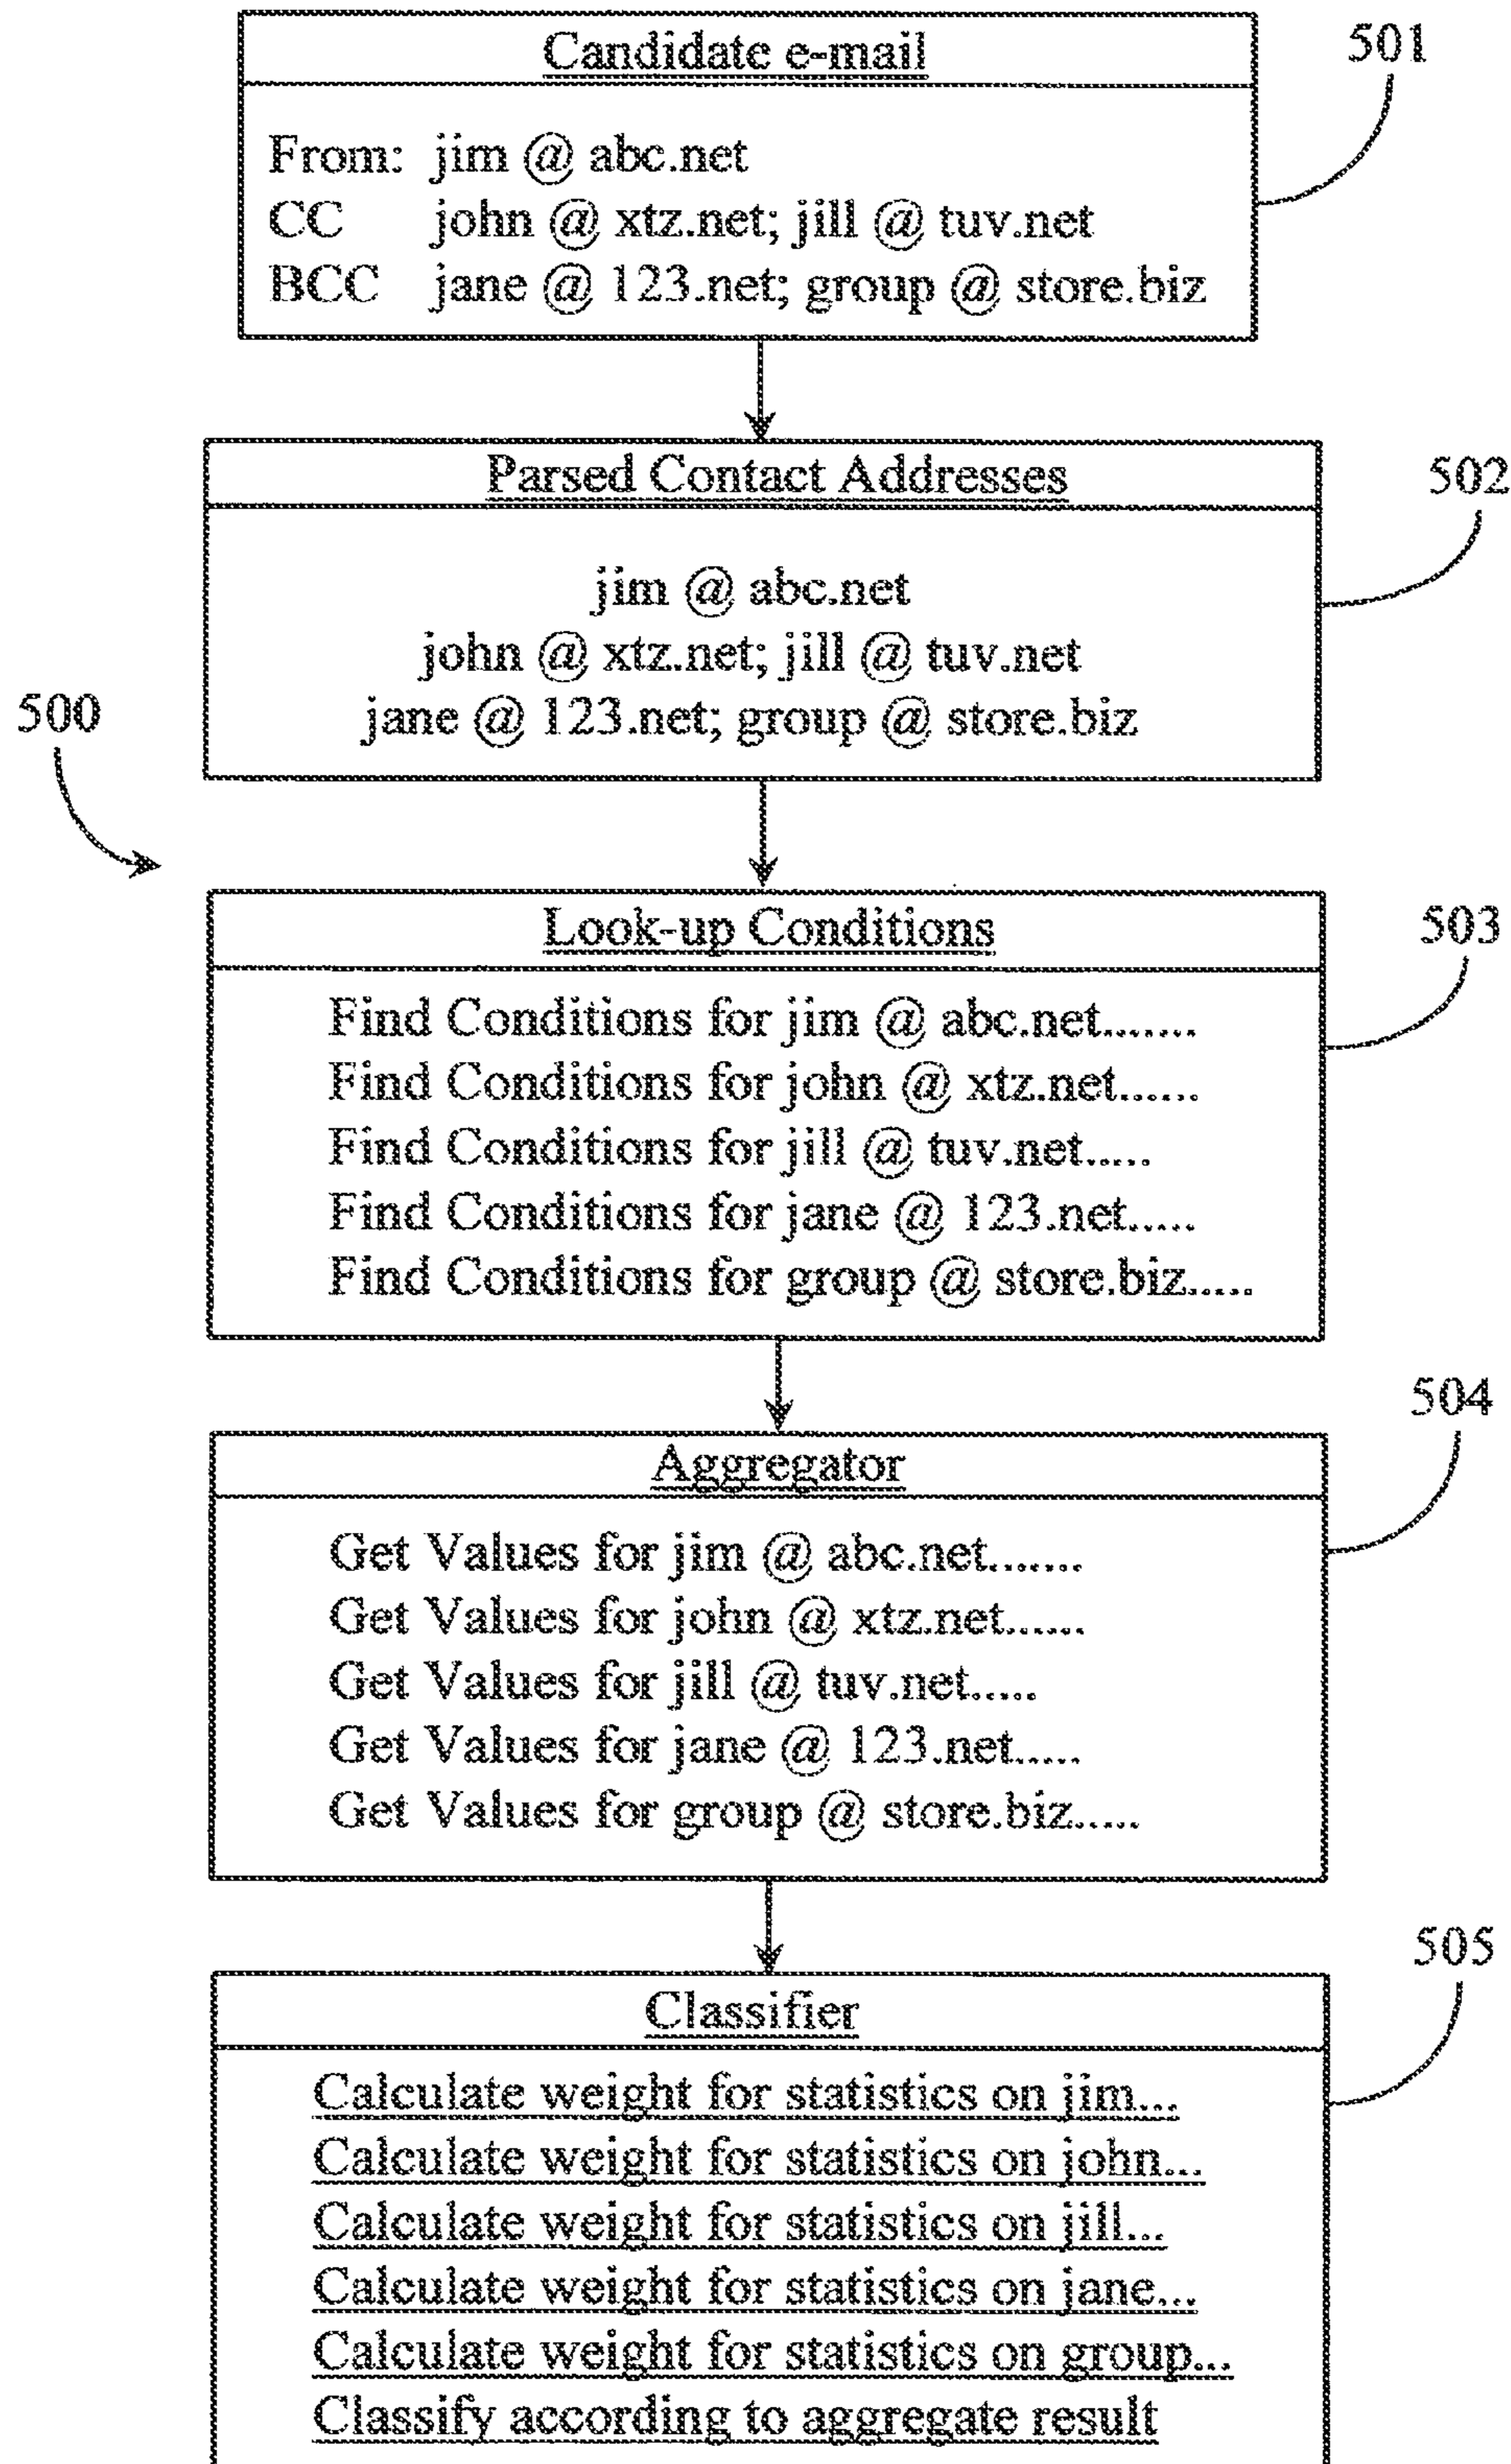 Candidate e-mail
501
From: jim @ abc.net
CC john @ xtz.net; jill @ tuv.net
BCC jane @ 123.net; group @ store.biz
Parsed Contact Addresses
502
jim @ abc.net
john @ xtz.net; jill @ tuv.net
jane @ 123.net; group @ store.biz
500
Look-up Conditions
503
Find Conditions for jim @ abc.net.......
Find Conditions for john @ xtz.net......
Find Conditions for jill @ tuv.net.....
Find Conditions for jane @ 123.net.....
Find Conditions for group @ store.biz.....
504
Aggregator
Get Values for jim @ abc.net.......
Get Values for john @ xtz.net......
Get Values for jill @ tuv.net.....
Get Values for jane @ 123.net.....
Get Values for group @ store.biz.....
505
Classifier
Calculate weight for statistics on jim...
Calculate weight for statistics on john...
Calculate weight for statistics on jill...
Calculate weight for statistics on jane...
Calculate weight for statistics on group...
Classify according to aggregate result